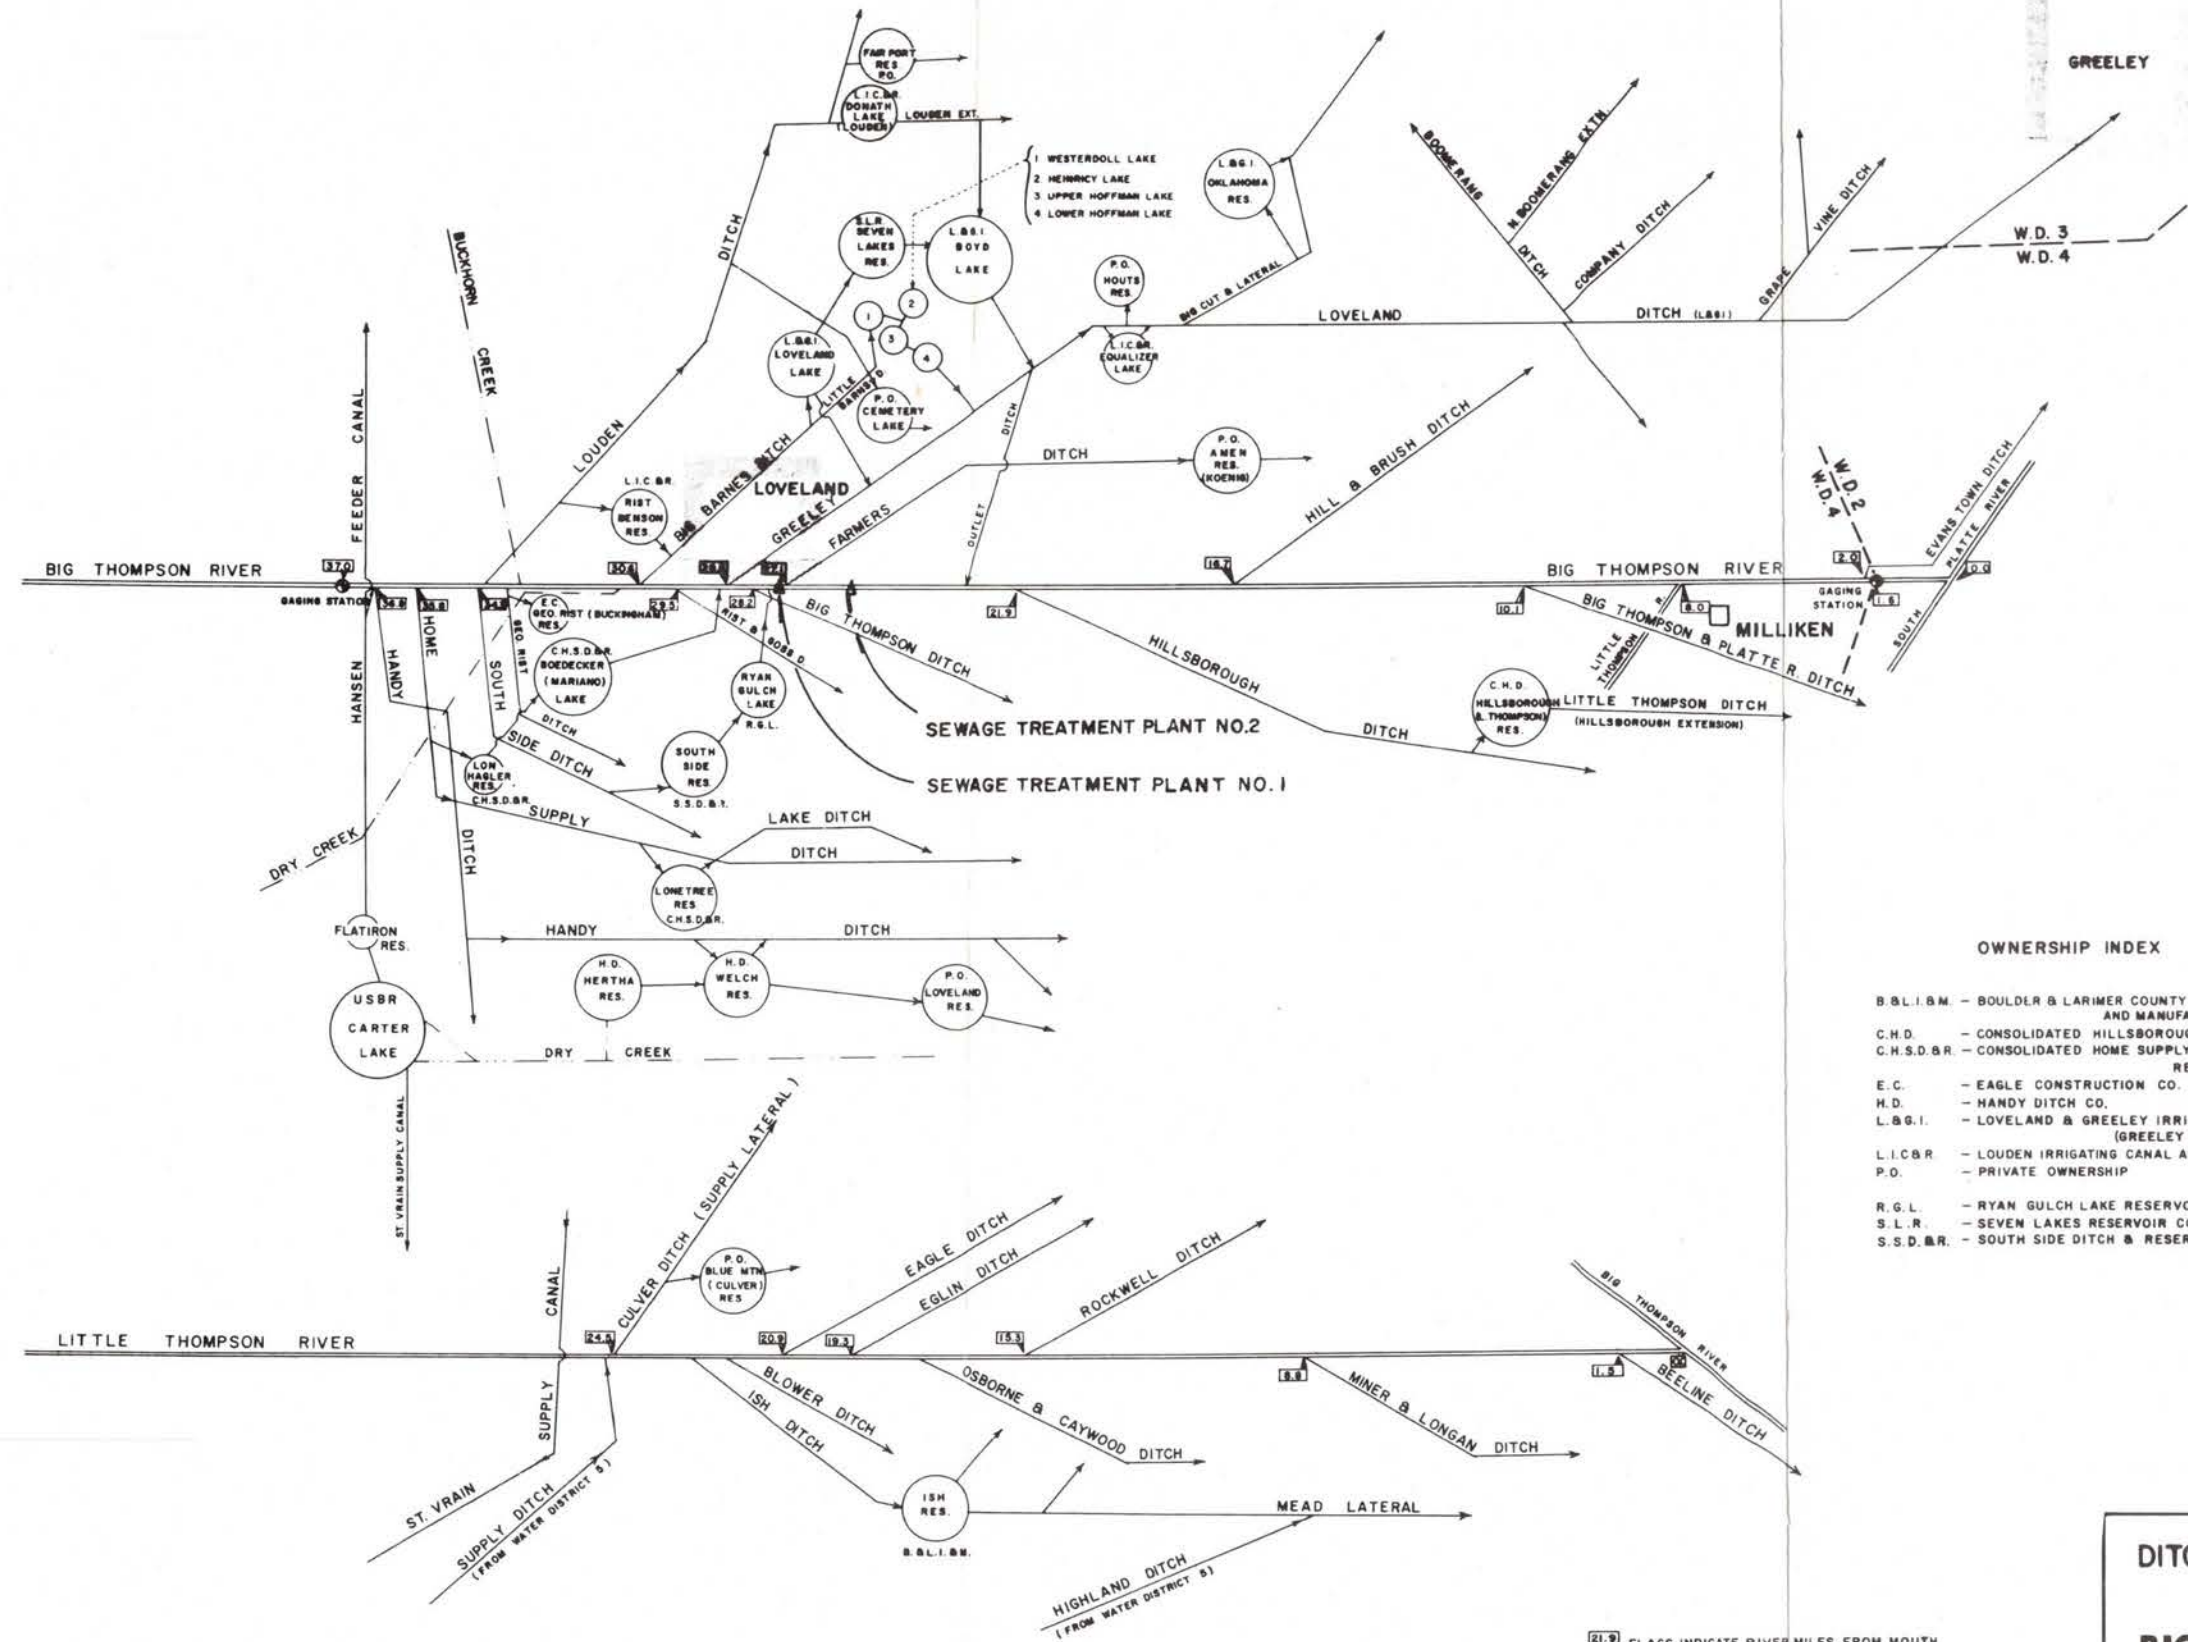 GREELEY
FAIR PORT
RES
P.O.
L.I.C.&R.
DONATH
LAKE
(LOUDEN)
LOUDEN EXT.
1 WESTERDOLL LAKE
2 HEINRICY LAKE
3 UPPER HOFFMAN LAKE
4 LOWER HOFFMAN LAKE
L.&G.I.
OKLAHOMA
RES.
BOOMERANG
DITCH
N. BOOMERANG EXTN.
COMPANY DITCH
GRAPE
VINE DITCH
W.D. 3
W.D. 4
BUCKHORN
CREEK
DITCH
S.L.R.
SEVEN
LAKES
RES.
L.&G.I.
BOYD
LAKE
P.O.
HOUTS
RES.
BIG CUT & LATERAL
LOVELAND
DITCH (L&GI)
L.I.C.&R.
EQUALIZER
LAKE
1
2
3
4
L.&G.I.
LOVELAND
LAKE
LITTLE
BARNS D.
P.O.
CEMETERY
LAKE
FEEDER CANAL
LOUDEN
L.I.C.&R.
RIST
BENSON
RES.
BIG BARNES DITCH
LOVELAND
GREELEY
FARMERS
DITCH
DITCH
OUTLET
P.O.
AMEN
RES.
(KOENIG)
HILL & BRUSH DITCH
W.D. 2
W.D. 4
EVANS TOWN DITCH
PLATTE RIVER
SOUTH
BIG THOMPSON RIVER
37.0
30.4
27.1
16.7
BIG THOMPSON RIVER
2.0
0.0
GAGING STATION
35.8
29.5
28.2
21.9
10.1
8.0
1.6
GAGING
STATION
MILLIKEN
HANSEN
HANDY
HOME
SOUTH
GEO. RIST
E.C.
GEO. RIST (BUCKINGHAM)
RES.
C.H.S.D.&R.
BOEDECKER
(MARIANO)
LAKE
RIST & GOSS D.
BIG THOMPSON DITCH
RYAN
GULCH
LAKE
R.G.L.
HILLSBOROUGH
DITCH
LITTLE
THOMPSON
R.
BIG THOMPSON & PLATTE R. DITCH
C.H.D.
HILLSBOROUGH
RES.
LITTLE THOMPSON DITCH
(HILLSBOROUGH EXTENSION)
SEWAGE TREATMENT PLANT NO.2
SEWAGE TREATMENT PLANT NO.1
DITCH
SIDE DITCH
SOUTH
SIDE
RES.
LON
HAGLER
RES.
C.H.S.D.&R.
SUPPLY
LAKE DITCH
DITCH
DRY CREEK
DITCH
LONETREE
RES
C.H.S.D.&R.
FLATIRON
RES.
HANDY
DITCH
H.D.
HERTHA
RES.
H.D.
WELCH
RES.
P.O.
LOVELAND
RES.
USBR
CARTER
LAKE
DRY CREEK
ST. VRAIN SUPPLY CANAL
OWNERSHIP INDEX
B.&L.I.&M. – BOULDER & LARIMER COUNTY
AND MANUFA
C.H.D. – CONSOLIDATED HILLSBOROUG
C.H.S.D.&R. – CONSOLIDATED HOME SUPPLY
RE
E.C. – EAGLE CONSTRUCTION CO.
H.D. – HANDY DITCH CO.
L.&G.I. – LOVELAND & GREELEY IRRI
(GREELEY
L.I.C&R – LOUDEN IRRIGATING CANAL A
P.O. – PRIVATE OWNERSHIP
R.G.L. – RYAN GULCH LAKE RESERVO
S.L.R. – SEVEN LAKES RESERVOIR C
S.S.D.&R. – SOUTH SIDE DITCH & RESER
CULVER DITCH (SUPPLY LATERAL)
P.O.
BLUE MTN
(CULVER)
RES
CANAL
SUPPLY
EAGLE DITCH
EGLIN DITCH
ROCKWELL DITCH
BIG THOMPSON RIVER
LITTLE THOMPSON RIVER
24.5
20.9
19.3
15.3
1.5
BLOWER DITCH
ISH DITCH
OSBORNE & CAYWOOD DITCH
MINER & LONGAN DITCH
BEELINE DITCH
ST. VRAIN
SUPPLY DITCH
(FROM WATER DISTRICT 5)
ISH
RES.
B.&L.I.&M.
MEAD LATERAL
HIGHLAND DITCH
(FROM WATER DISTRICT 5)
21.9 FLAGS INDICATE RIVER MILES FROM MOUTH
DIT